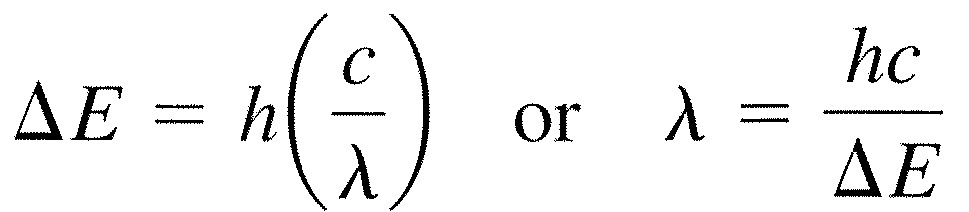 ΔE = h(c/λ) or λ = hc/ΔE